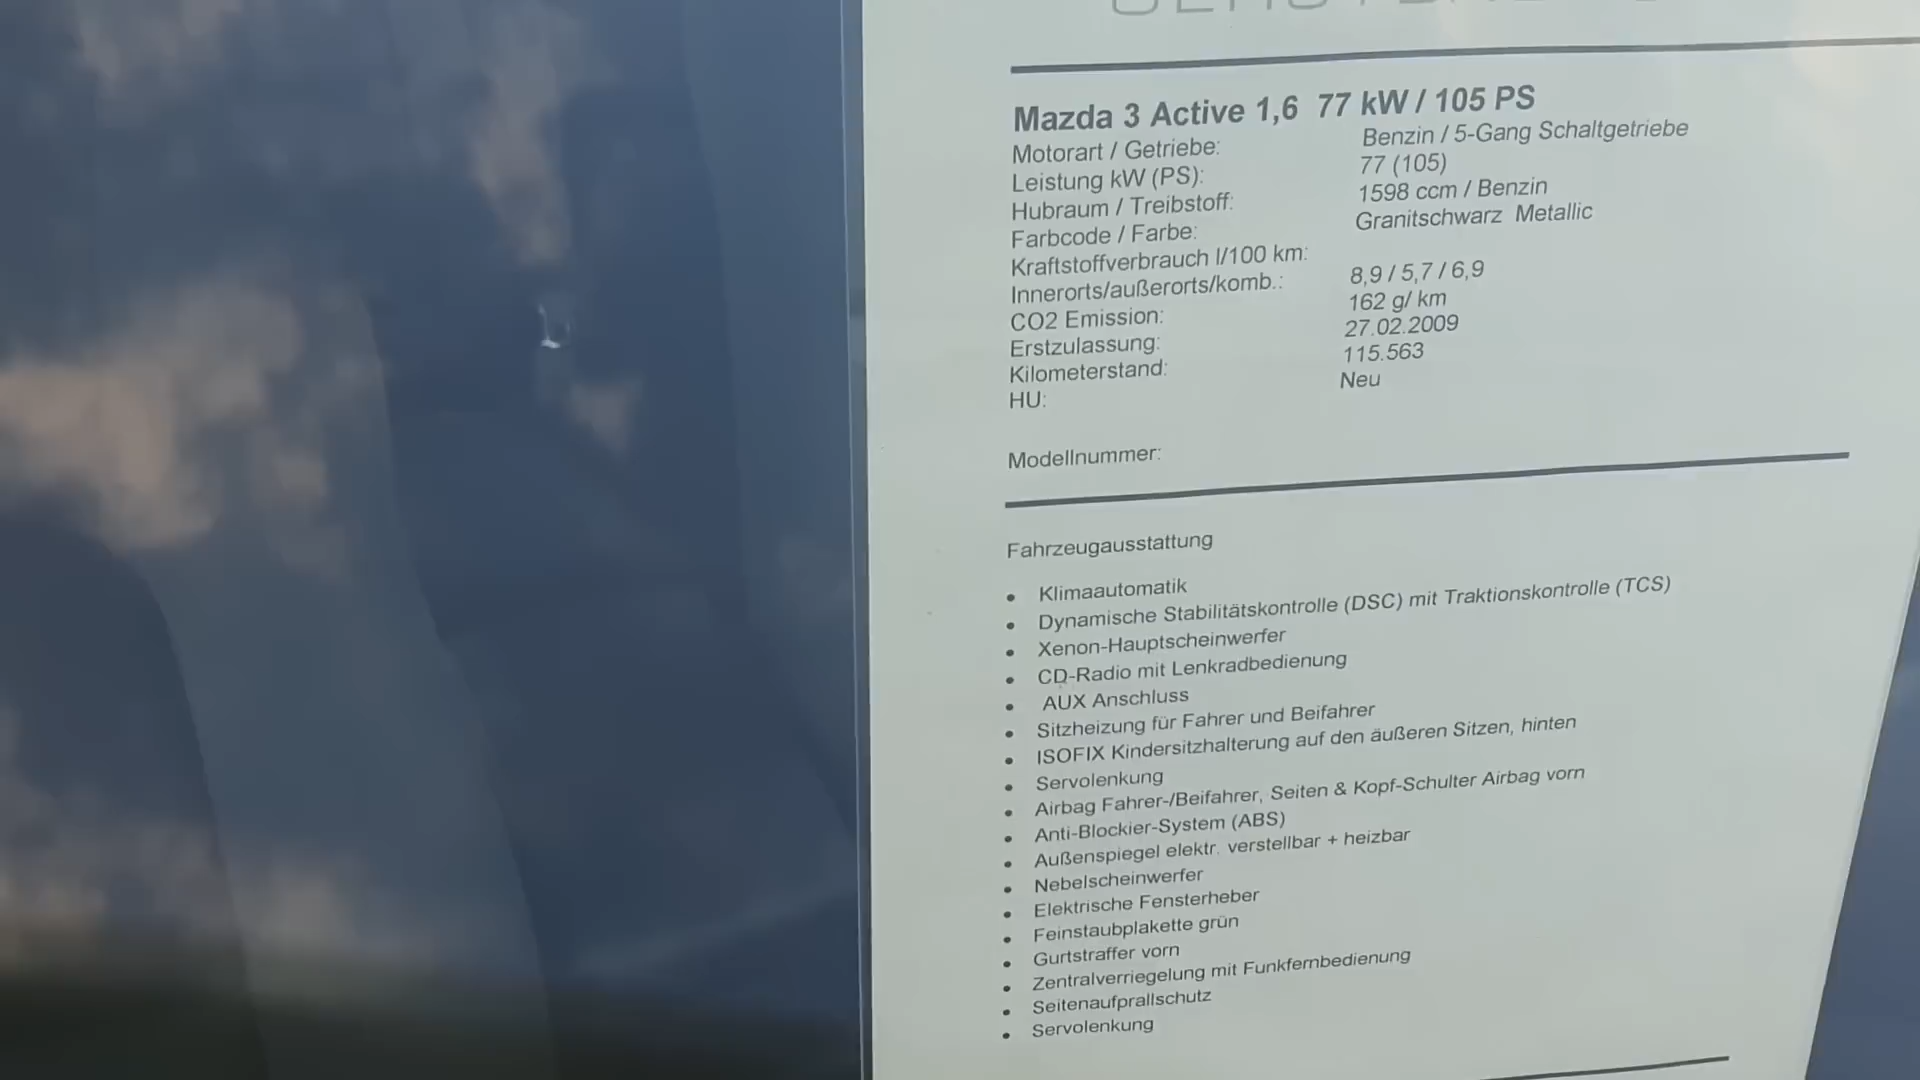 Mazda 3 Active 1,6 77 kW / 105 PS
Motorart / Getriebe: Benzin / 5-Gang Schaltgetriebe
Leistung kW (PS): 77 (105)
Hubraum / Treibstoff: 1598 ccm / Benzin
Farbcode / Farbe: Granitschwarz Metallic
Kraftstoffverbrauch l/100 km:
Innerorts/außerorts/komb.: 8,9 / 5,7 / 6,9
CO2 Emission: 162 g/ km
Erstzulassung: 27.02.2009
Kilometerstand: 115.563
HU: Neu
Modellnummer:
Fahrzeugausstattung
• Klimaautomatik
• Dynamische Stabilitätskontrolle (DSC) mit Traktionskontrolle (TCS)
• Xenon-Hauptscheinwerfer
• CD-Radio mit Lenkradbedienung
• AUX Anschluss
• Sitzheizung für Fahrer und Beifahrer
• ISOFIX Kindersitzhalterung auf den äußeren Sitzen, hinten
• Servolenkung
• Airbag Fahrer-/Beifahrer, Seiten & Kopf-Schulter Airbag vorn
• Anti-Blockier-System (ABS)
• Außenspiegel elektr. verstellbar + heizbar
• Nebelscheinwerfer
• Elektrische Fensterheber
• Feinstaubplakette grün
• Gurtstraffer vorn
• Zentralverriegelung mit Funkfernbedienung
• Seitenaufprallschutz
• Servolenkung